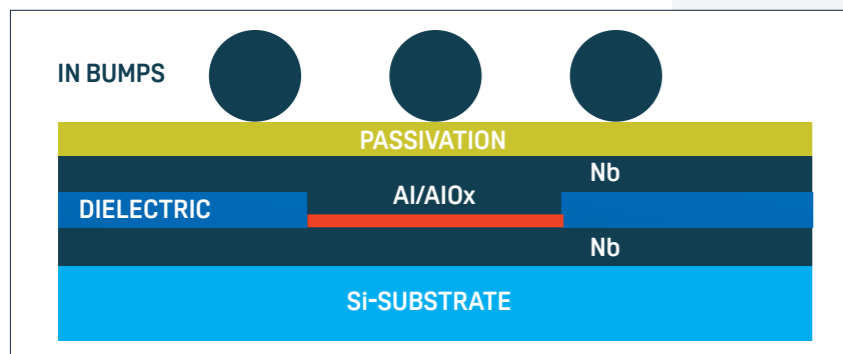 IN BUMPS
PASSIVATION
Nb
Al/AlOx
DIELECTRIC
Nb
Si-SUBSTRATE